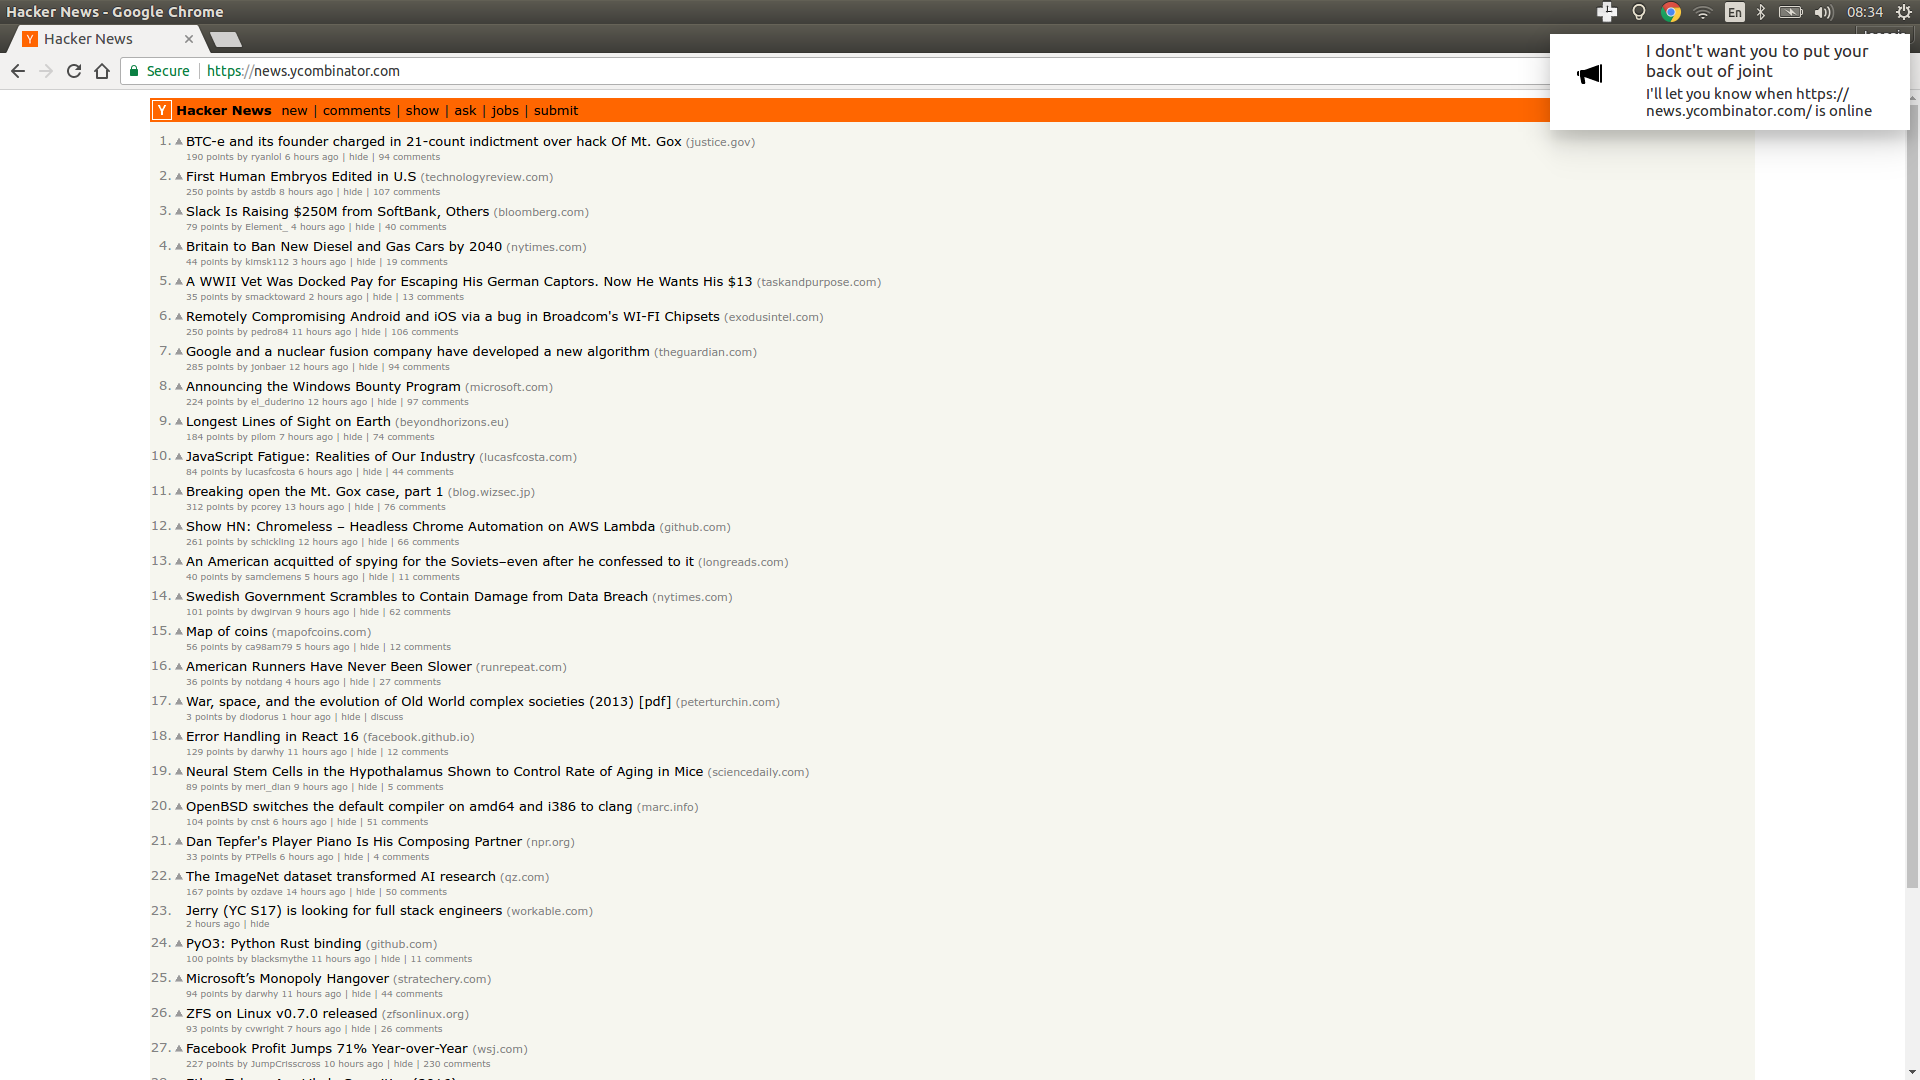 Hacker News - Google Chrome
En
08:34
Hacker News
Secure https://news.ycombinator.com
I dont't want you to put your
back out of joint
I'll let you know when https://
news.ycombinator.com/ is online
Y Hacker News new | comments | show | ask | jobs | submit
1. BTC-e and its founder charged in 21-count indictment over hack Of Mt. Gox (justice.gov)
190 points by ryanlol 6 hours ago | hide | 94 comments
2. First Human Embryos Edited in U.S (technologyreview.com)
250 points by astdb 8 hours ago | hide | 107 comments
3. Slack Is Raising $250M from SoftBank, Others (bloomberg.com)
79 points by Element_ 4 hours ago | hide | 40 comments
4. Britain to Ban New Diesel and Gas Cars by 2040 (nytimes.com)
44 points by kimsk112 3 hours ago | hide | 19 comments
5. A WWII Vet Was Docked Pay for Escaping His German Captors. Now He Wants His $13 (taskandpurpose.com)
35 points by smacktoward 2 hours ago | hide | 13 comments
6. Remotely Compromising Android and iOS via a bug in Broadcom's WI-FI Chipsets (exodusintel.com)
250 points by pedro84 11 hours ago | hide | 106 comments
7. Google and a nuclear fusion company have developed a new algorithm (theguardian.com)
285 points by jonbaer 12 hours ago | hide | 94 comments
8. Announcing the Windows Bounty Program (microsoft.com)
224 points by el_duderino 12 hours ago | hide | 97 comments
9. Longest Lines of Sight on Earth (beyondhorizons.eu)
184 points by pilom 7 hours ago | hide | 74 comments
10. JavaScript Fatigue: Realities of Our Industry (lucasfcosta.com)
84 points by lucasfcosta 6 hours ago | hide | 44 comments
11. Breaking open the Mt. Gox case, part 1 (blog.wizsec.jp)
312 points by pcorey 13 hours ago | hide | 76 comments
12. Show HN: Chromeless – Headless Chrome Automation on AWS Lambda (github.com)
261 points by schickling 12 hours ago | hide | 66 comments
13. An American acquitted of spying for the Soviets–even after he confessed to it (longreads.com)
40 points by samclemens 5 hours ago | hide | 11 comments
14. Swedish Government Scrambles to Contain Damage from Data Breach (nytimes.com)
101 points by dwgirvan 9 hours ago | hide | 62 comments
15. Map of coins (mapofcoins.com)
56 points by ca98am79 5 hours ago | hide | 12 comments
16. American Runners Have Never Been Slower (runrepeat.com)
36 points by notdang 4 hours ago | hide | 27 comments
17. War, space, and the evolution of Old World complex societies (2013) [pdf] (peterturchin.com)
3 points by diodorus 1 hour ago | hide | discuss
18. Error Handling in React 16 (facebook.github.io)
129 points by darwhy 11 hours ago | hide | 12 comments
19. Neural Stem Cells in the Hypothalamus Shown to Control Rate of Aging in Mice (sciencedaily.com)
89 points by meri_dian 9 hours ago | hide | 5 comments
20. OpenBSD switches the default compiler on amd64 and i386 to clang (marc.info)
104 points by cnst 6 hours ago | hide | 51 comments
21. Dan Tepfer's Player Piano Is His Composing Partner (npr.org)
33 points by PTPells 6 hours ago | hide | 4 comments
22. The ImageNet dataset transformed AI research (qz.com)
167 points by ozdave 14 hours ago | hide | 50 comments
23. Jerry (YC S17) is looking for full stack engineers (workable.com)
2 hours ago | hide
24. PyO3: Python Rust binding (github.com)
100 points by blacksmythe 11 hours ago | hide | 11 comments
25. Microsoft’s Monopoly Hangover (stratechery.com)
94 points by darwhy 11 hours ago | hide | 44 comments
26. ZFS on Linux v0.7.0 released (zfsonlinux.org)
93 points by cvwright 7 hours ago | hide | 26 comments
27. Facebook Profit Jumps 71% Year-over-Year (wsj.com)
227 points by JumpCrisscross 10 hours ago | hide | 230 comments